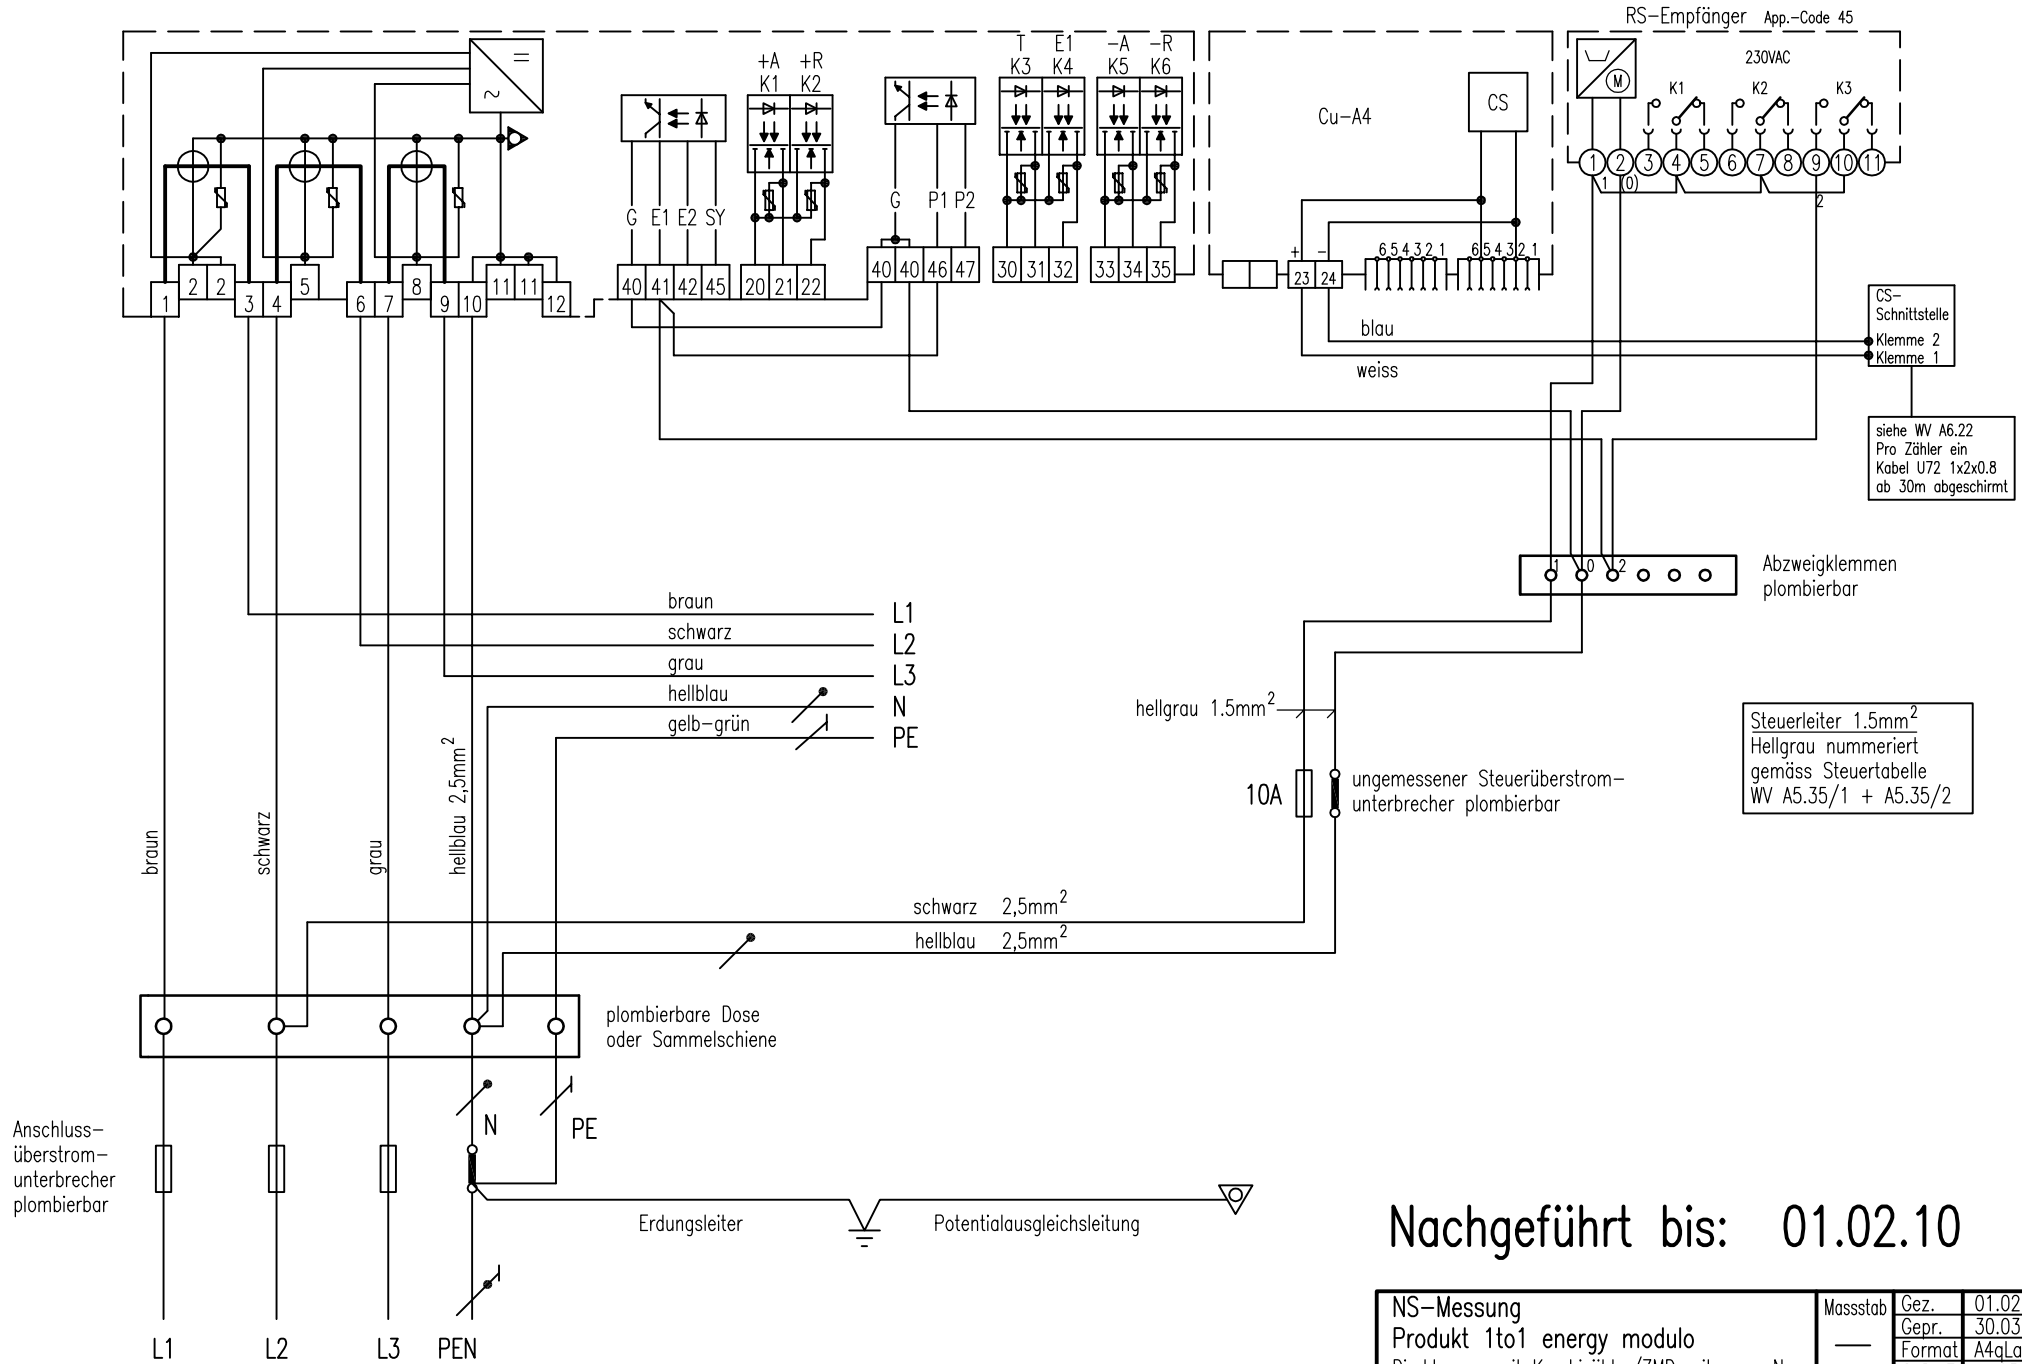 RS-Empfänger App.-Code 45
230VAC
K1 K2 K3
M
1 2 3 4 5 6 7 8 9 10 11
1 (0) 2
+A +R
K1 K2
T E1
K3 K4
-A -R
K5 K6
Cu-A4
CS
G E1 E2 SY
G P1 P2
+ -
6 5 4 3 2 1
6 5 4 3 2 1
1 2 2 3 4 5 6 7 8 9 10 11 11 12
40 41 42 45
20 21 22
40 40 46 47
30 31 32
33 34 35
23 24
blau
weiss
CS-
Schnittstelle
Klemme 2
Klemme 1
siehe WV A6.22
Pro Zähler ein
Kabel U72 1x2x0.8
ab 30m abgeschirmt
1 0 2
Abzweigklemmen
plombierbar
braun L1
schwarz L2
grau L3
hellblau N
gelb-grün PE
hellgrau 1.5mm²
Steuerleiter 1.5mm²
Hellgrau nummeriert
gemäss Steuertabelle
WV A5.35/1 + A5.35/2
10A
ungemessener Steuerüberstrom-
unterbrecher plombierbar
braun
schwarz
grau
hellblau 2,5mm²
schwarz 2,5mm²
hellblau 2,5mm²
plombierbare Dose
oder Sammelschiene
N
PE
Anschluss-
überstrom-
unterbrecher
plombierbar
Erdungsleiter
Potentialausgleichsleitung
L1 L2 L3 PEN
Nachgeführt bis: 01.02.10
NS-Messung
Produkt 1to1 energy modulo
Massstab
—
Gez. 01.02
Gepr. 30.03
Format A4qLa